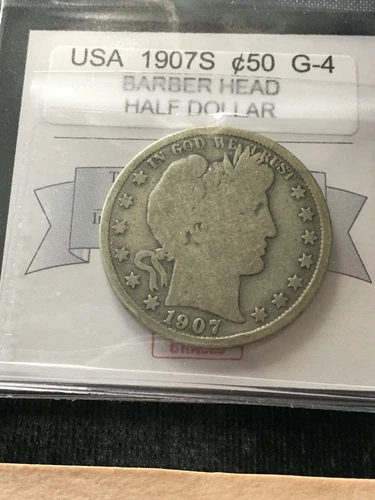 USA 1907S ¢50 G-4
BARBER HEAD
HALF DOLLAR
IN GOD WE TRUST
1907